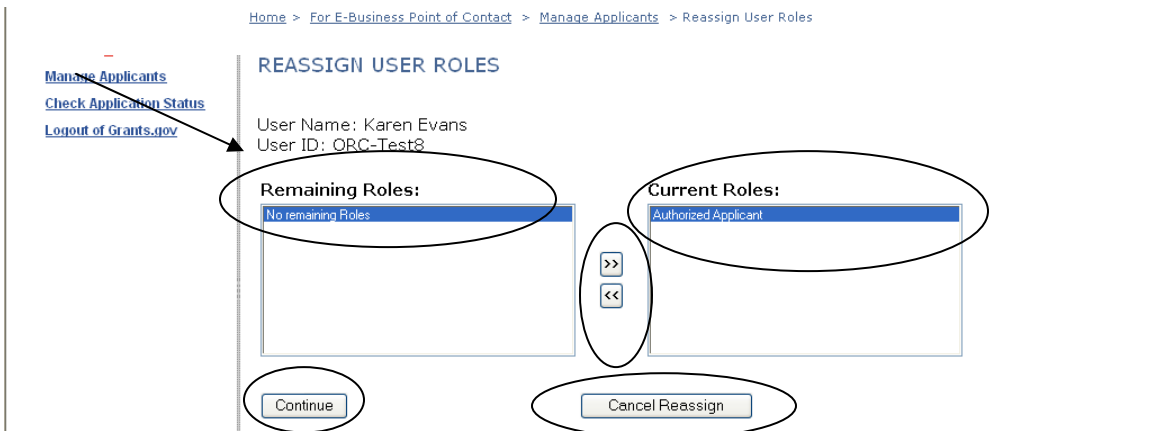 Home > For E-Business Point of Contact > Manage Applicants > Reassign User Roles
Manage Applicants
Check Application Status
Logout of Grants.gov
REASSIGN USER ROLES
User Name: Karen Evans
User ID: ORC-Test8
Remaining Roles:
Current Roles:
No remaining Roles
Authorized Applicant
>>
<<
Continue
Cancel Reassign